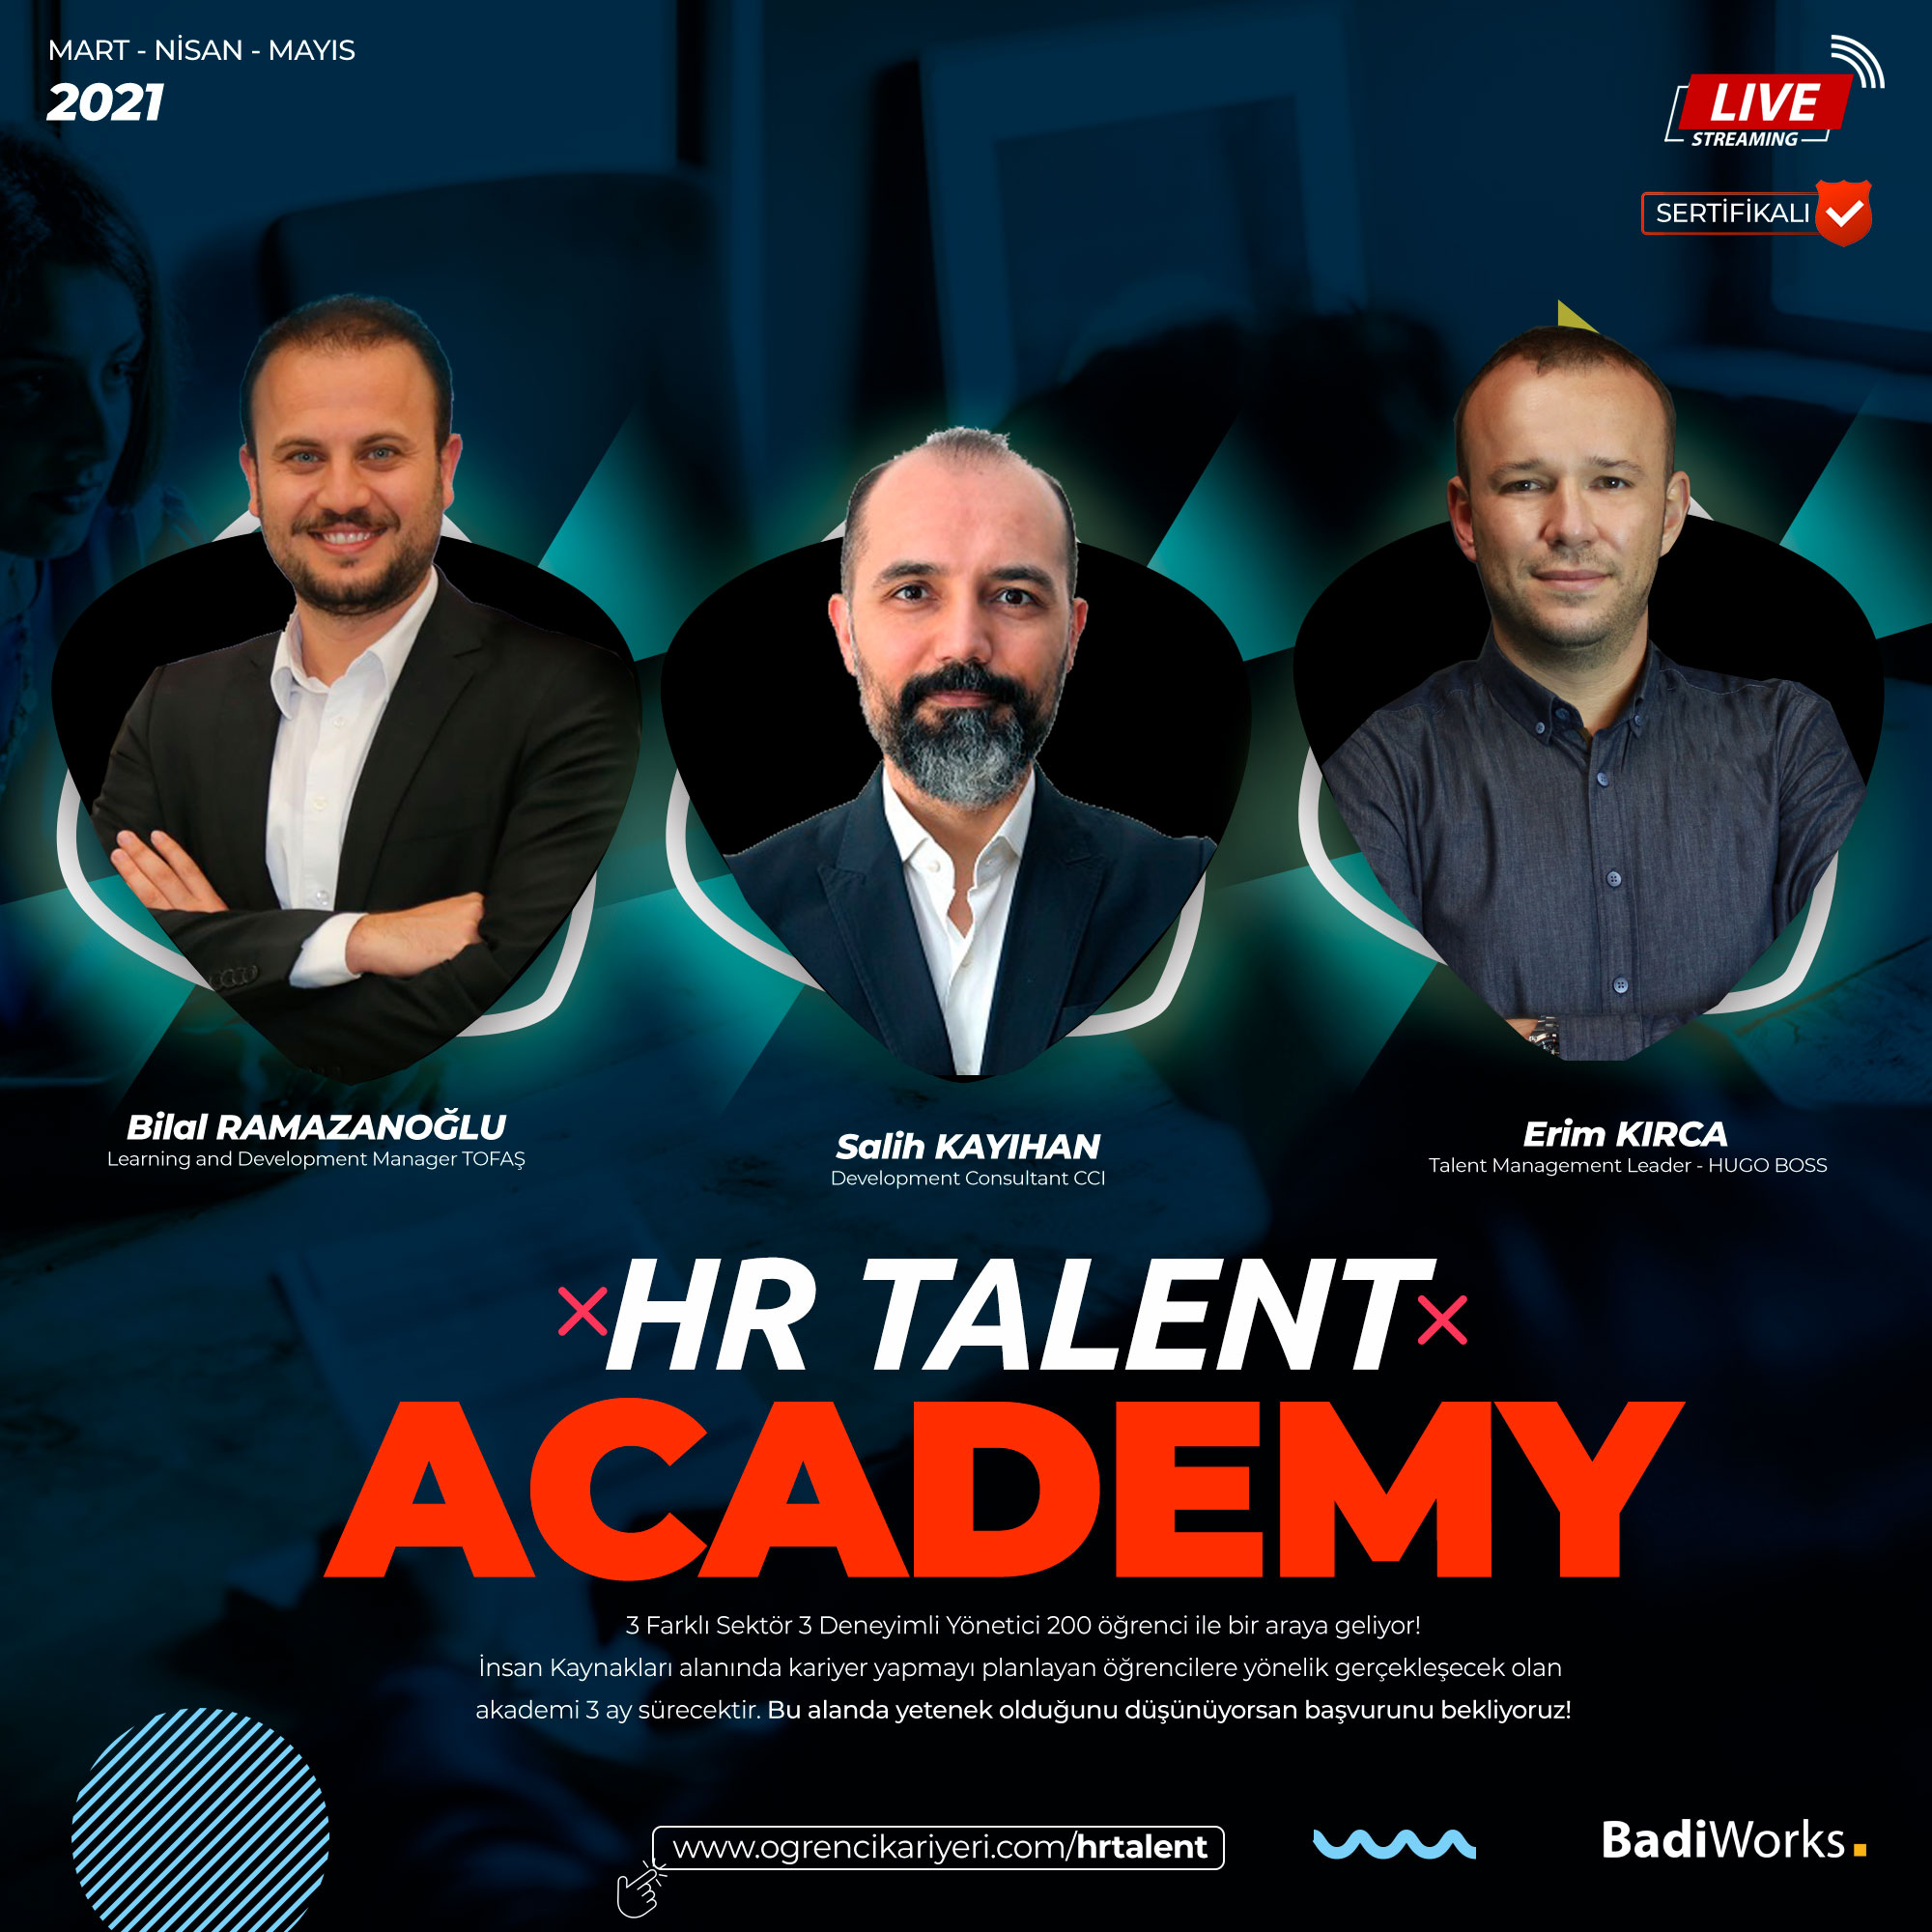 MART - NİSAN - MAYIS
2021
LIVE
STREAMING
SERTİFİKALI
Bilal RAMAZANOĞLU
Learning and Development Manager TOFAŞ
Salih KAYIHAN
Development Consultant CCI
Erim KIRCA
Talent Management Leader - HUGO BOSS
HR TALENT
ACADEMY
3 Farklı Sektör 3 Deneyimli Yönetici 200 öğrenci ile bir araya geliyor!
İnsan Kaynakları alanında kariyer yapmayı planlayan öğrencilere yönelik gerçekleşecek olan
akademi 3 ay sürecektir. Bu alanda yetenek olduğunu düşünüyorsan başvurunu bekliyoruz!
www.ogrencikariyeri.com/hrtalent
BadiWorks.